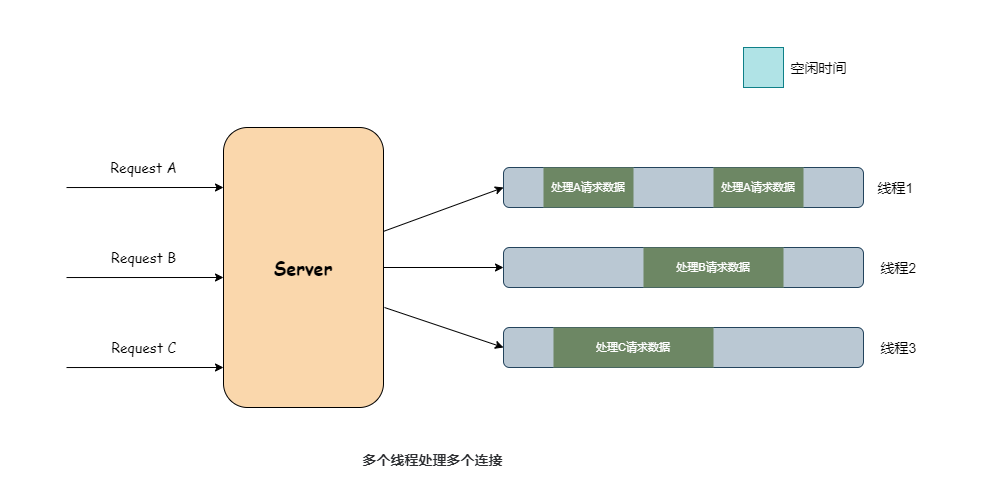 空闲时间
Request A
处理A请求数据
处理A请求数据
线程1
Request B
Server
处理B请求数据
线程2
Request C
处理C请求数据
线程3
多个线程处理多个连接